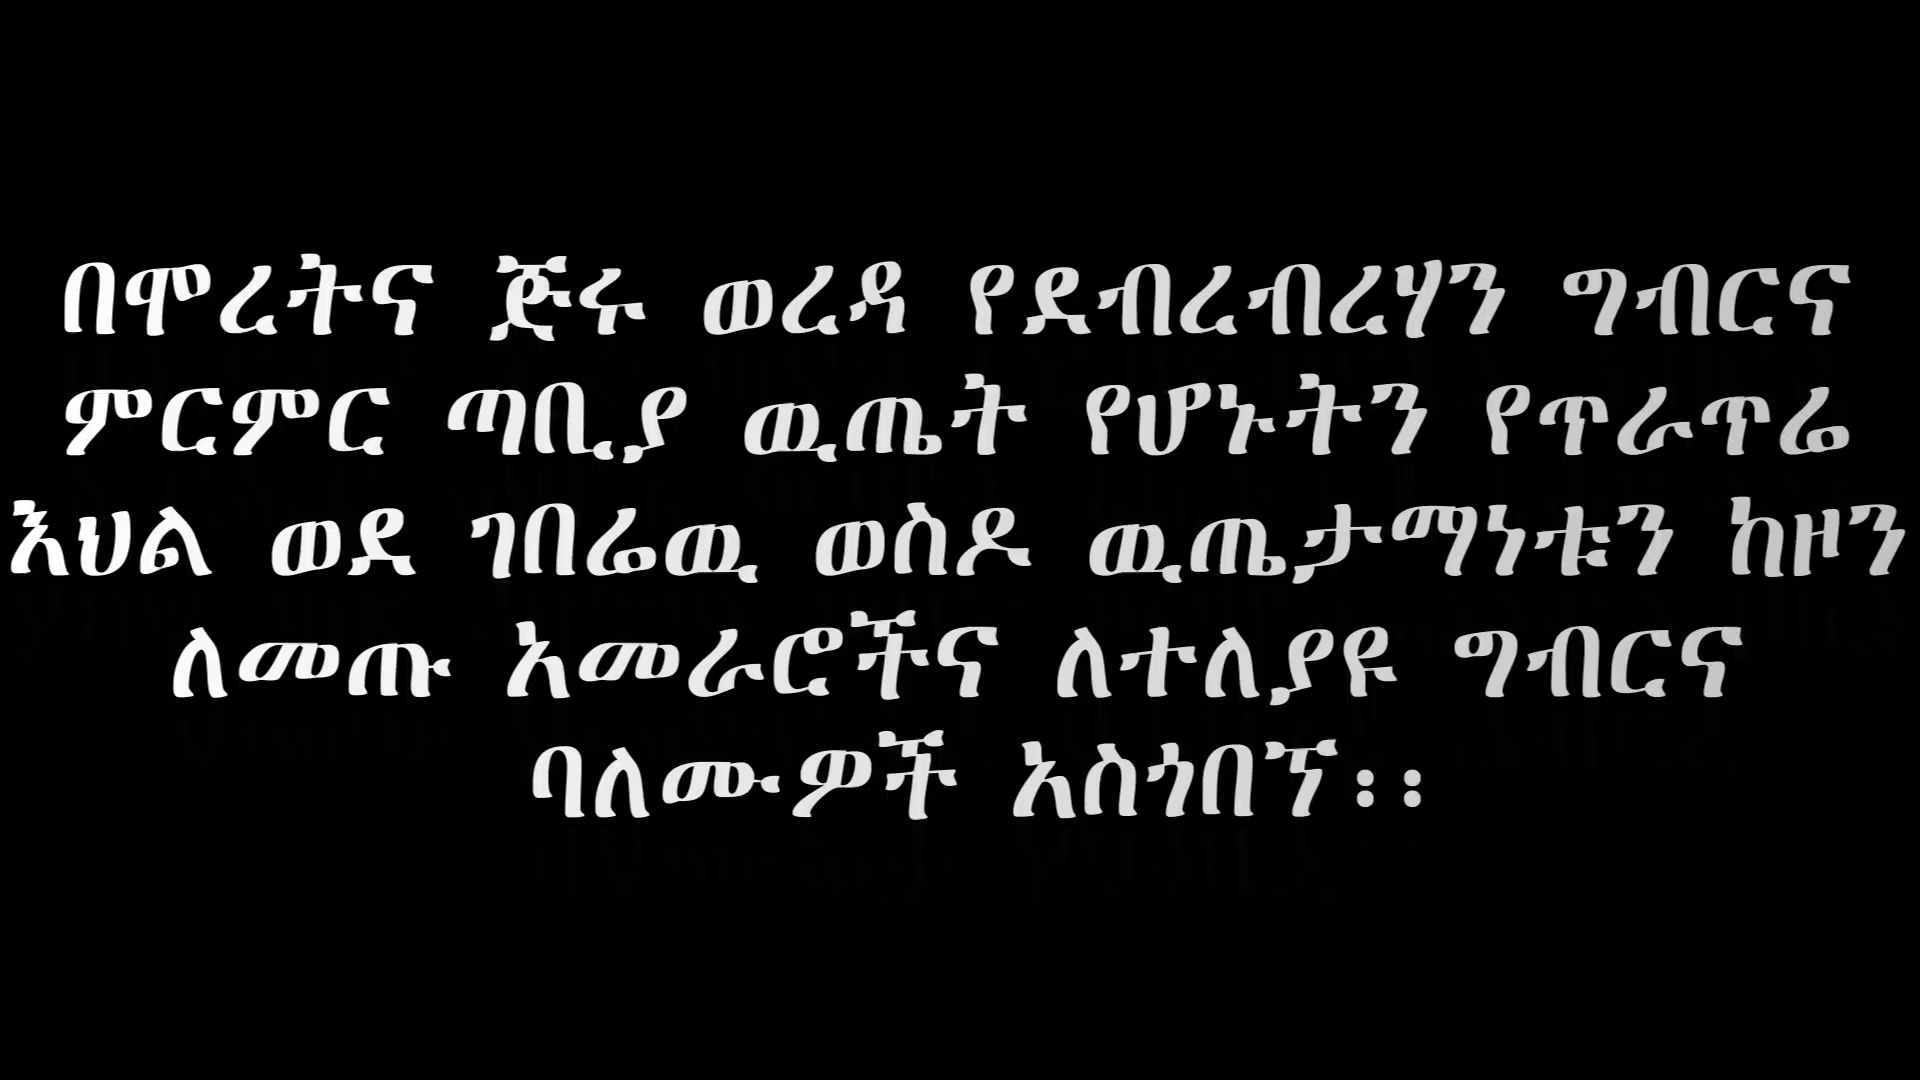 በሞረትና ጅሩ ወረዳ የደብረብረሃን ግብርና
ምርምር ጣቢያ ዉጤት የሆኑትን የጥራጥሬ
እህል ወደ ገበሬዉ ወስዶ ዉጤታማነቱን ከዞን
ለመጡ አመራሮችና ለተለያዩ ግብርና
ባለሙዎች አስጎበኘ፡፡